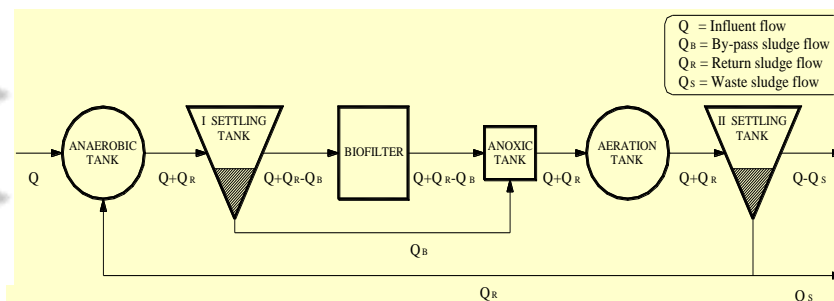 Q = Influent flow
QB = By-pass sludge flow
QR = Return sludge flow
QS = Waste sludge flow
ANAEROBIC
TANK
I SETTLING
TANK
BIOFILTER
ANOXIC
TANK
AERATION
TANK
II SETTLING
TANK
Q
Q+QR
Q+QR-QB
Q+QR-QB
Q+QR
Q+QR
Q-QS
QB
QR
QS